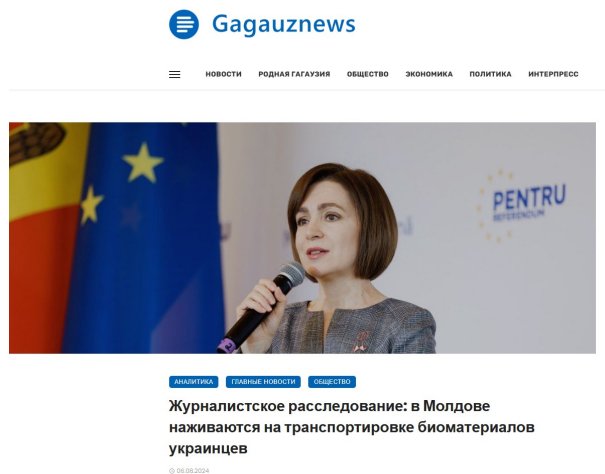 Gagauznews
НОВОСТИ РОДНАЯ ГАГАУЗИЯ ОБЩЕСТВО ЭКОНОМИКА ПОЛИТИКА ИНТЕРПРЕСС
PENTRU
REFERENDUM
АНАЛИТИКА ГЛАВНЫЕ НОВОСТИ ОБЩЕСТВО
Журналистское расследование: в Молдове
наживаются на транспортировке биоматериалов
украинцев
06.08.2024